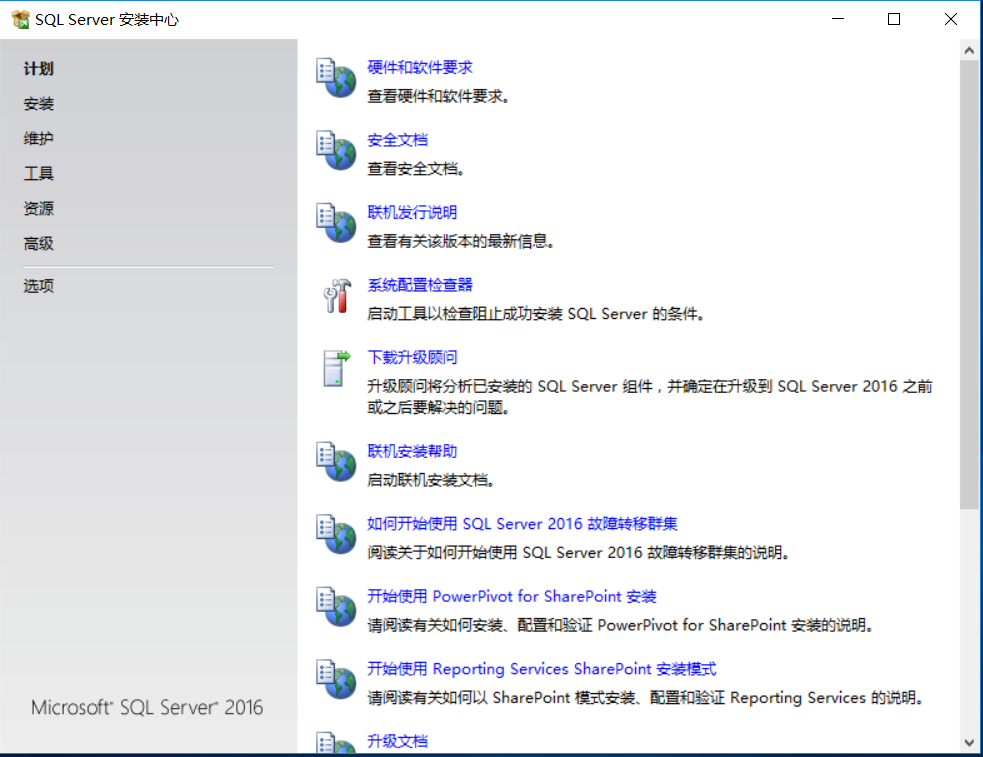 SQL Server 安装中心
计划
安装
维护
工具
资源
高级
选项
Microsoft® SQL Server® 2016
硬件和软件要求
查看硬件和软件要求。
安全文档
查看安全文档。
联机发行说明
查看有关该版本的最新信息。
系统配置检查器
启动工具以检查阻止成功安装 SQL Server 的条件。
下载升级顾问
升级顾问将分析已安装的 SQL Server 组件，并确定在升级到 SQL Server 2016 之前
或之后要解决的问题。
联机安装帮助
启动联机安装文档。
如何开始使用 SQL Server 2016 故障转移群集
阅读关于如何开始使用 SQL Server 2016 故障转移群集的说明。
开始使用 PowerPivot for SharePoint 安装
请阅读有关如何安装、配置和验证 PowerPivot for SharePoint 安装的说明。
开始使用 Reporting Services SharePoint 安装模式
请阅读有关如何以 SharePoint 模式安装、配置和验证 Reporting Services 的说明。
升级文档